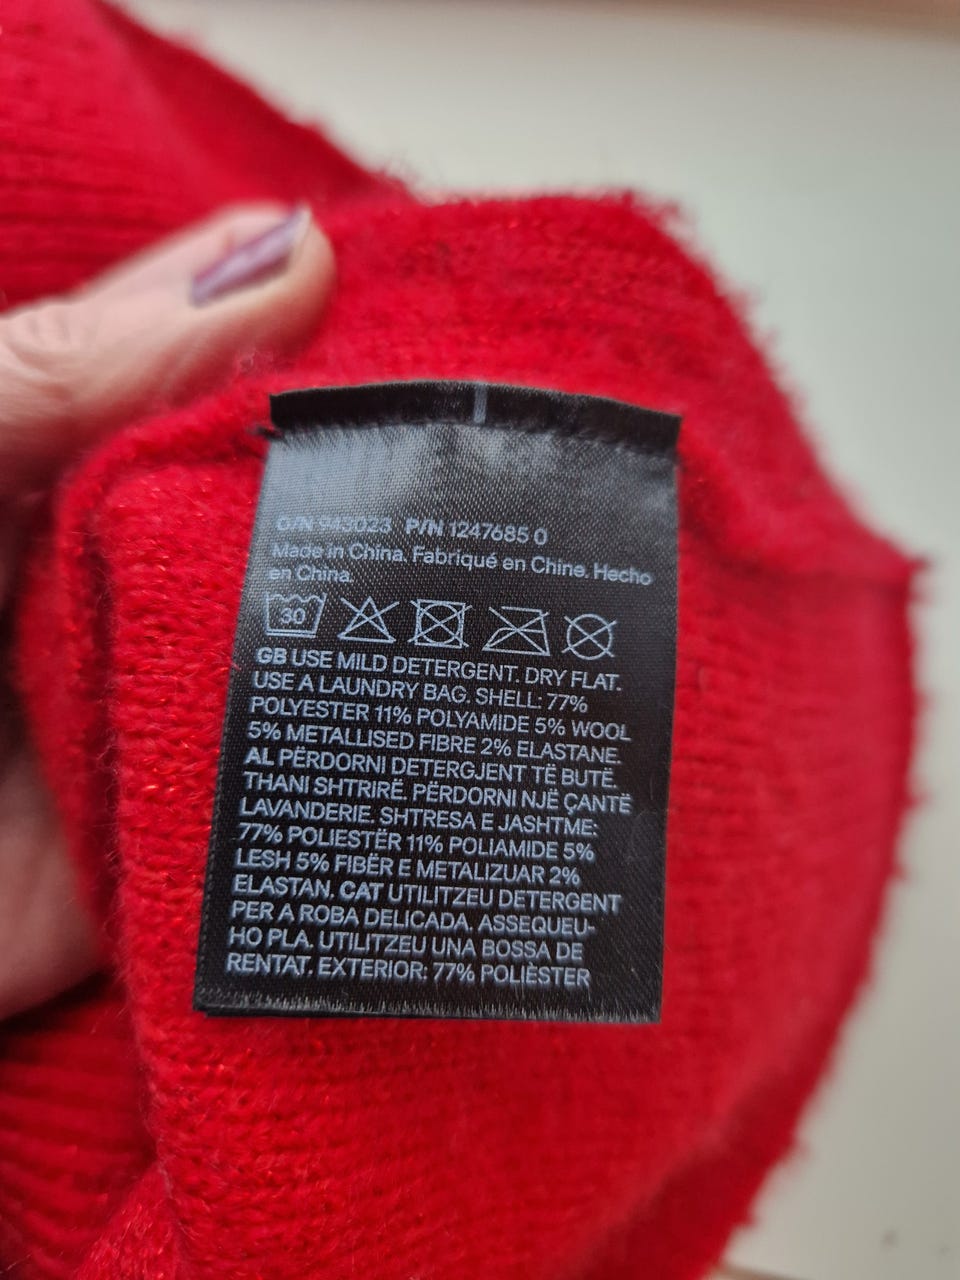 O/N 943023 P/N 1247685 0
Made in China. Fabriqué en Chine. Hecho
en China.
30
GB USE MILD DETERGENT. DRY FLAT.
USE A LAUNDRY BAG. SHELL: 77%
POLYESTER 11% POLYAMIDE 5% WOOL
5% METALLISED FIBRE 2% ELASTANE.
AL PËRDORNI DETERGJENT TË BUTË.
THANI SHTRIRË. PËRDORNI NJË ÇANTË
LAVANDERIE. SHTRESA E JASHTME:
77% POLIESTËR 11% POLIAMIDE 5%
LESH 5% FIBËR E METALIZUAR 2%
ELASTAN. CAT UTILITZEU DETERGENT
PER A ROBA DELICADA. ASSEQUEU-
HO PLA. UTILITZEU UNA BOSSA DE
RENTAT. EXTERIOR: 77% POLIÈSTER